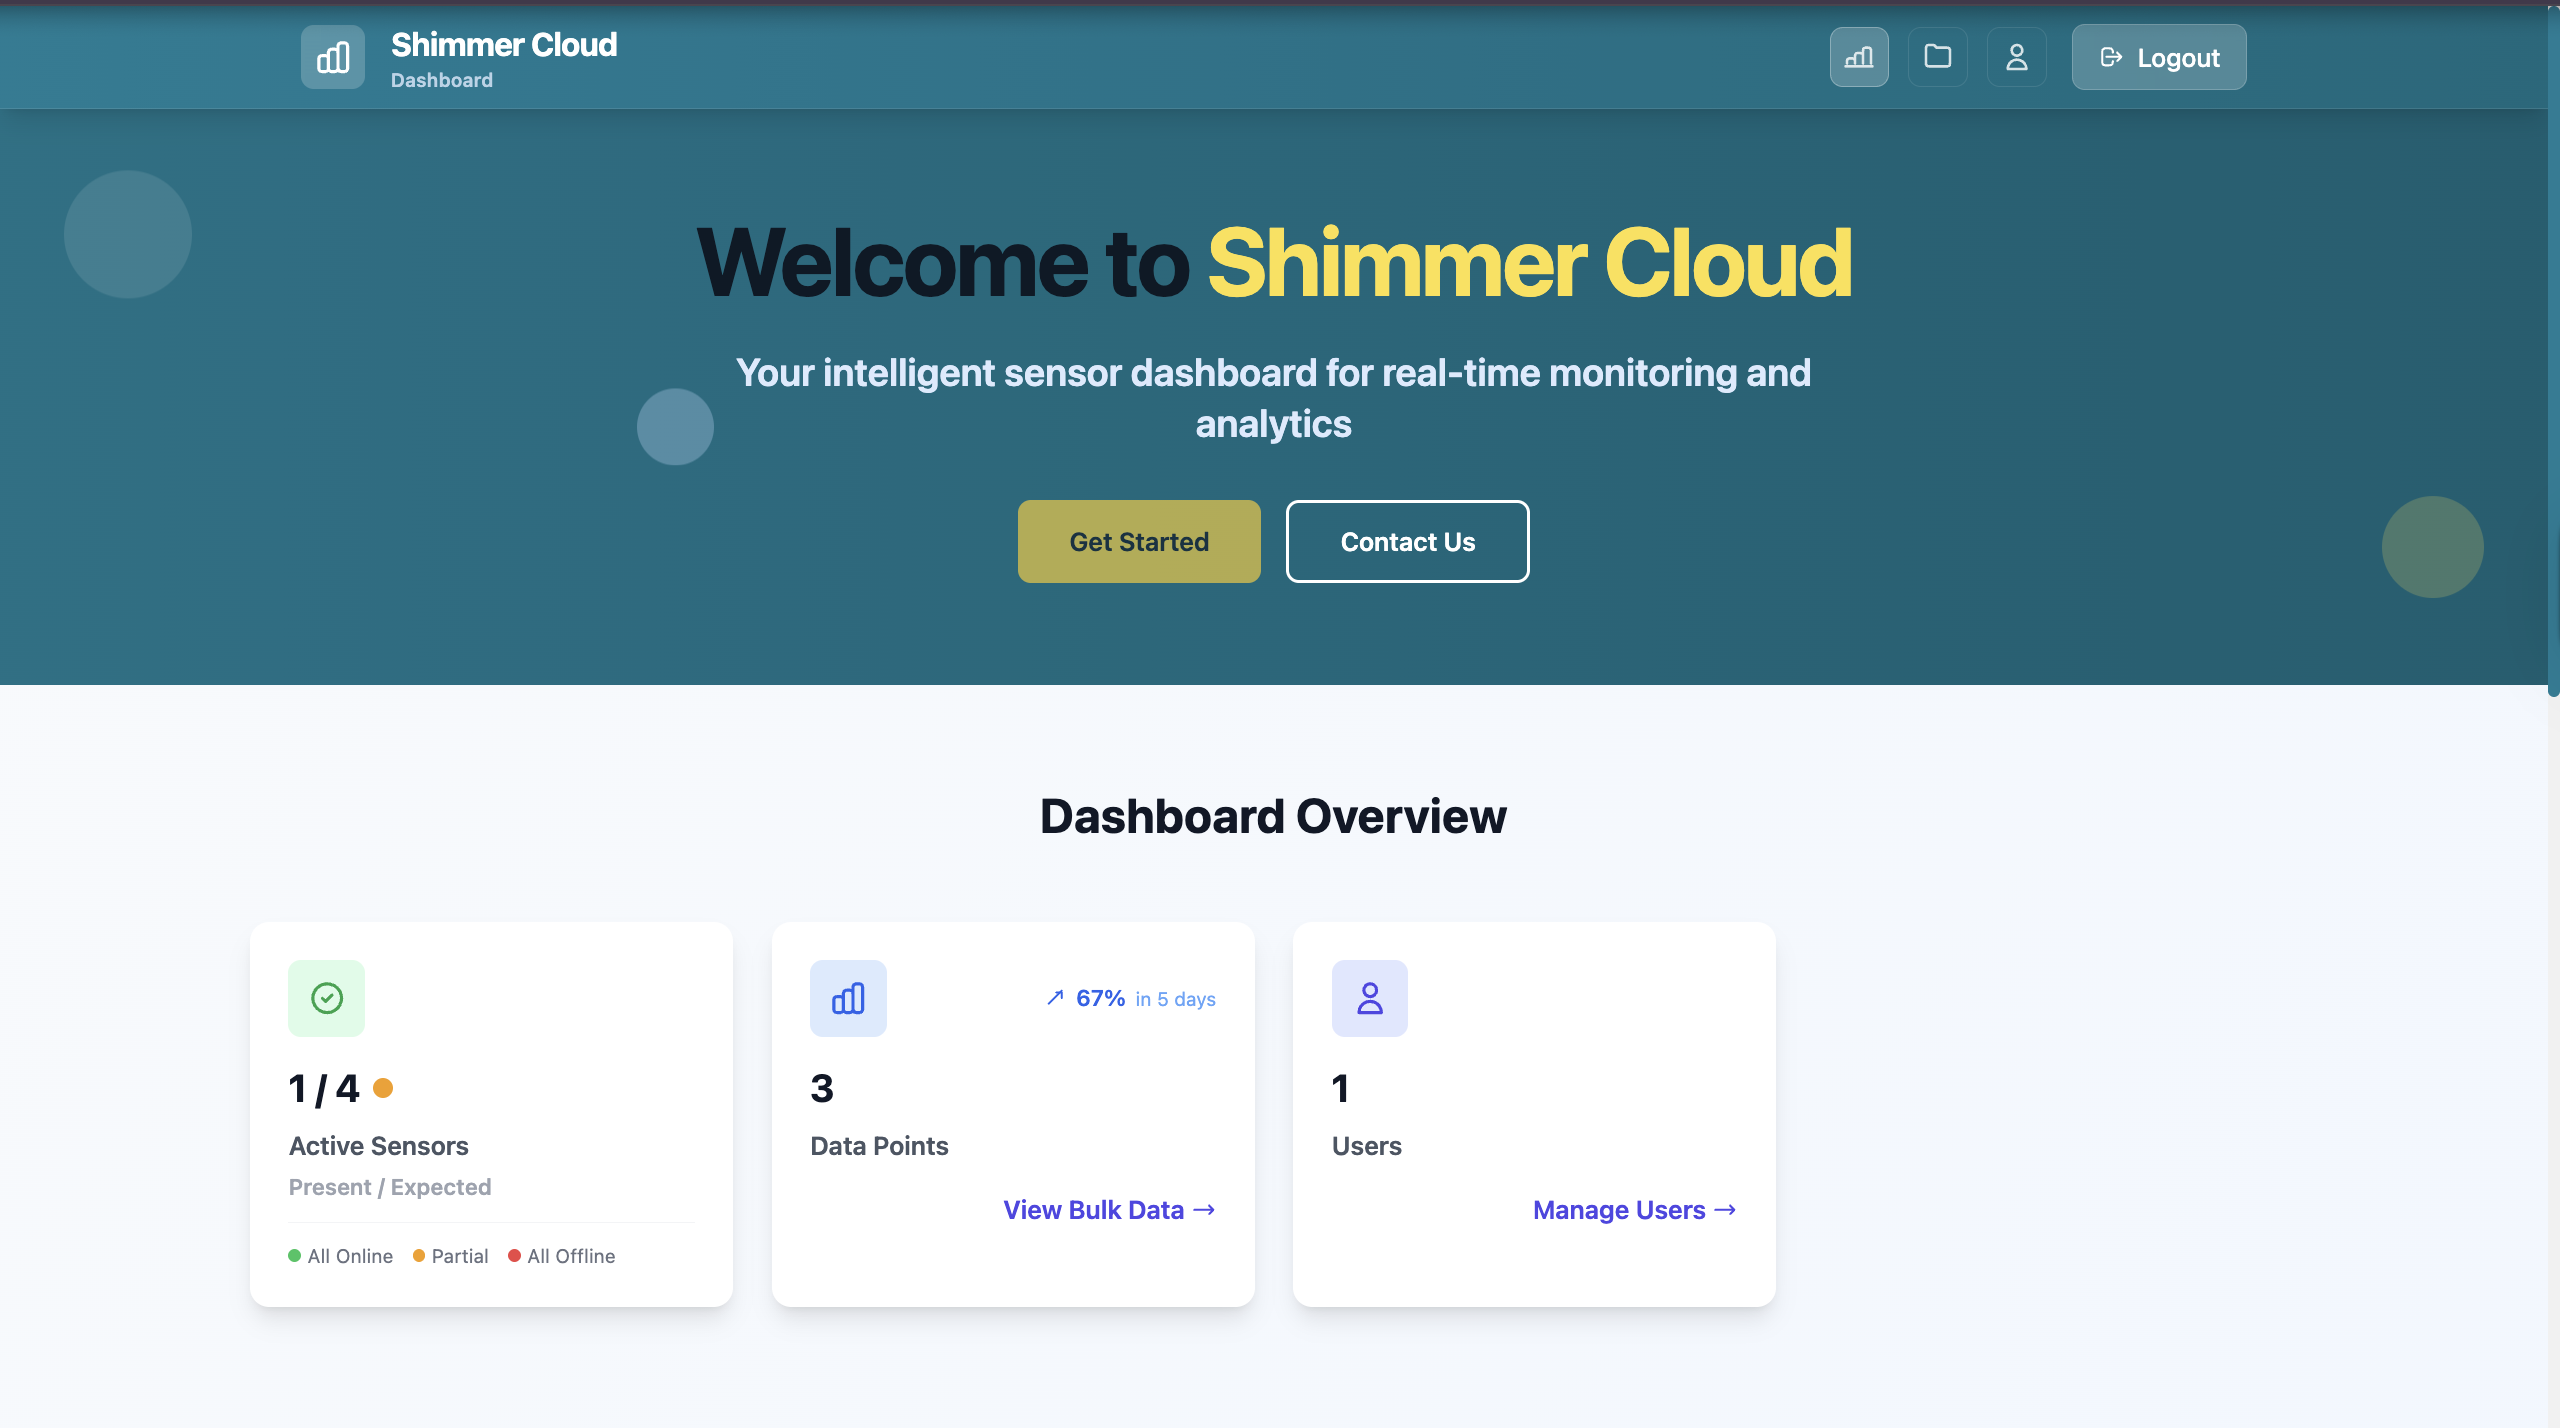 Shimmer Cloud
Dashboard
Logout
Welcome to Shimmer Cloud
Your intelligent sensor dashboard for real-time monitoring and
analytics
Get Started
Contact Us
Dashboard Overview
1 / 4
Active Sensors
Present / Expected
All Online
Partial
All Offline
67% in 5 days
3
Data Points
View Bulk Data →
1
Users
Manage Users →